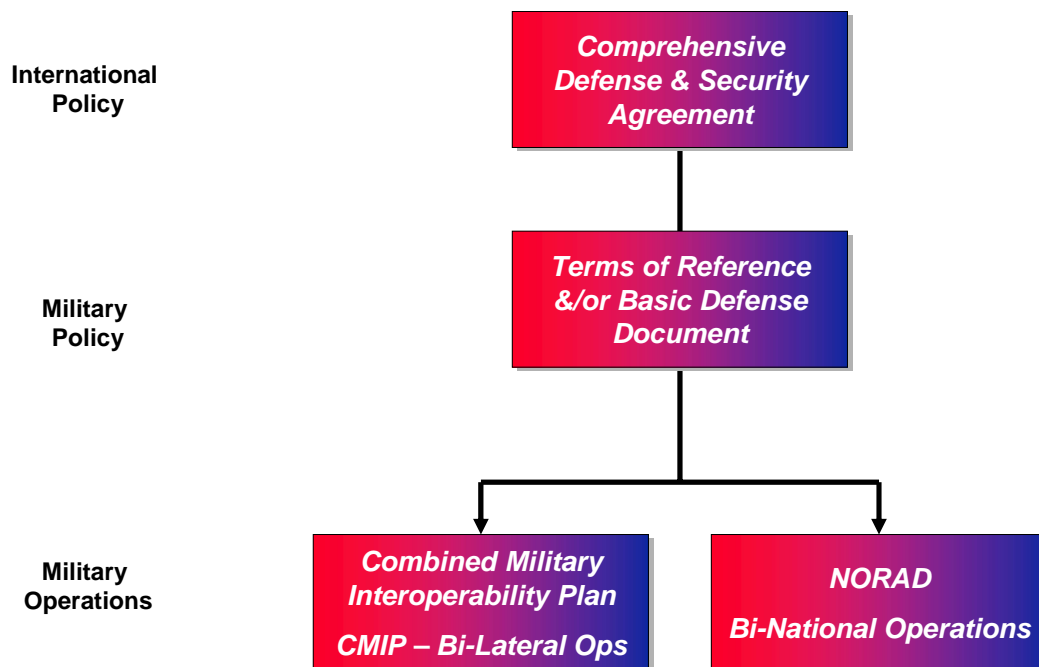 International
Policy
Comprehensive
Defense & Security
Agreement
Military
Policy
Terms of Reference
&/or Basic Defense
Document
Military
Operations
Combined Military
Interoperability Plan
CMIP – Bi-Lateral Ops
NORAD
Bi-National Operations